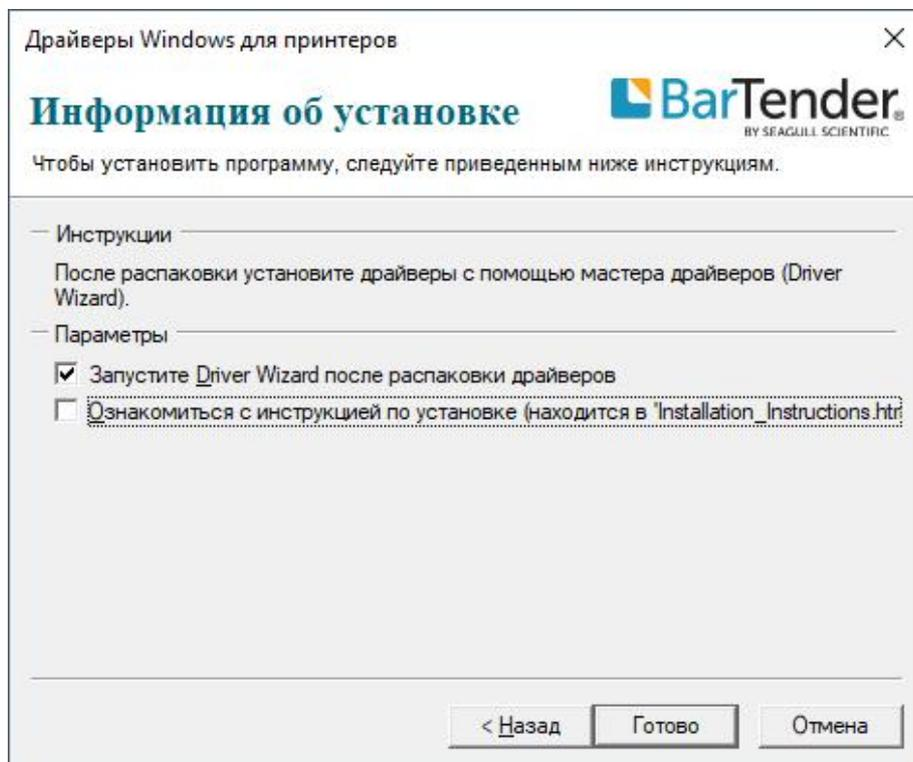 Драйверы Windows для принтеров
Информация об установке
BarTender®
BY SEAGULL SCIENTIFIC
Чтобы установить программу, следуйте приведенным ниже инструкциям.
Инструкции
После распаковки установите драйверы с помощью мастера драйверов (Driver
Wizard).
Параметры
Запустите Driver Wizard после распаковки драйверов
Ознакомиться с инструкцией по установке (находится в "Installation_Instructions.htr
< Назад
Готово
Отмена